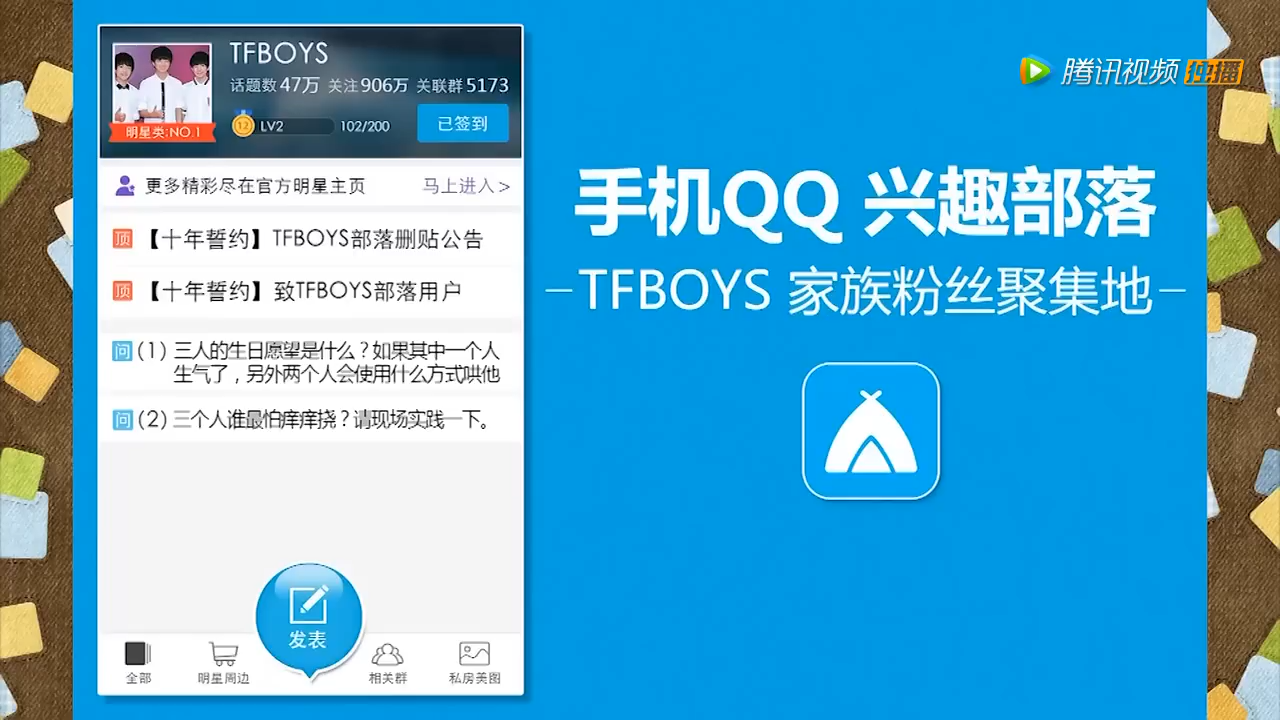 TFBOYS
话题数47万 关注906万 关联群5173
明星类:NO.1
12 LV2 102/200
已签到
更多精彩尽在官方明星主页
马上进入>
顶 【十年誓约】TFBOYS部落删贴公告
顶 【十年誓约】致TFBOYS部落用户
问 (1) 三人的生日愿望是什么？如果其中一个人
生气了，另外两个人会使用什么方式哄他
问 (2) 三个人谁最怕痒痒挠？请现场实践一下。
发表
全部
明星周边
相关群
私房美图
腾讯视频 独播
手机QQ 兴趣部落
TFBOYS 家族粉丝聚集地